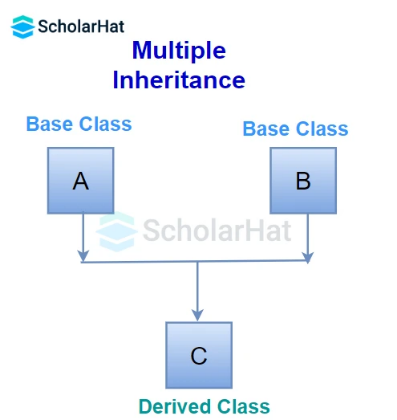 ScholarHat
Multiple
Inheritance
Base Class
Base Class
A
B
ScholarHat
C
Derived Class